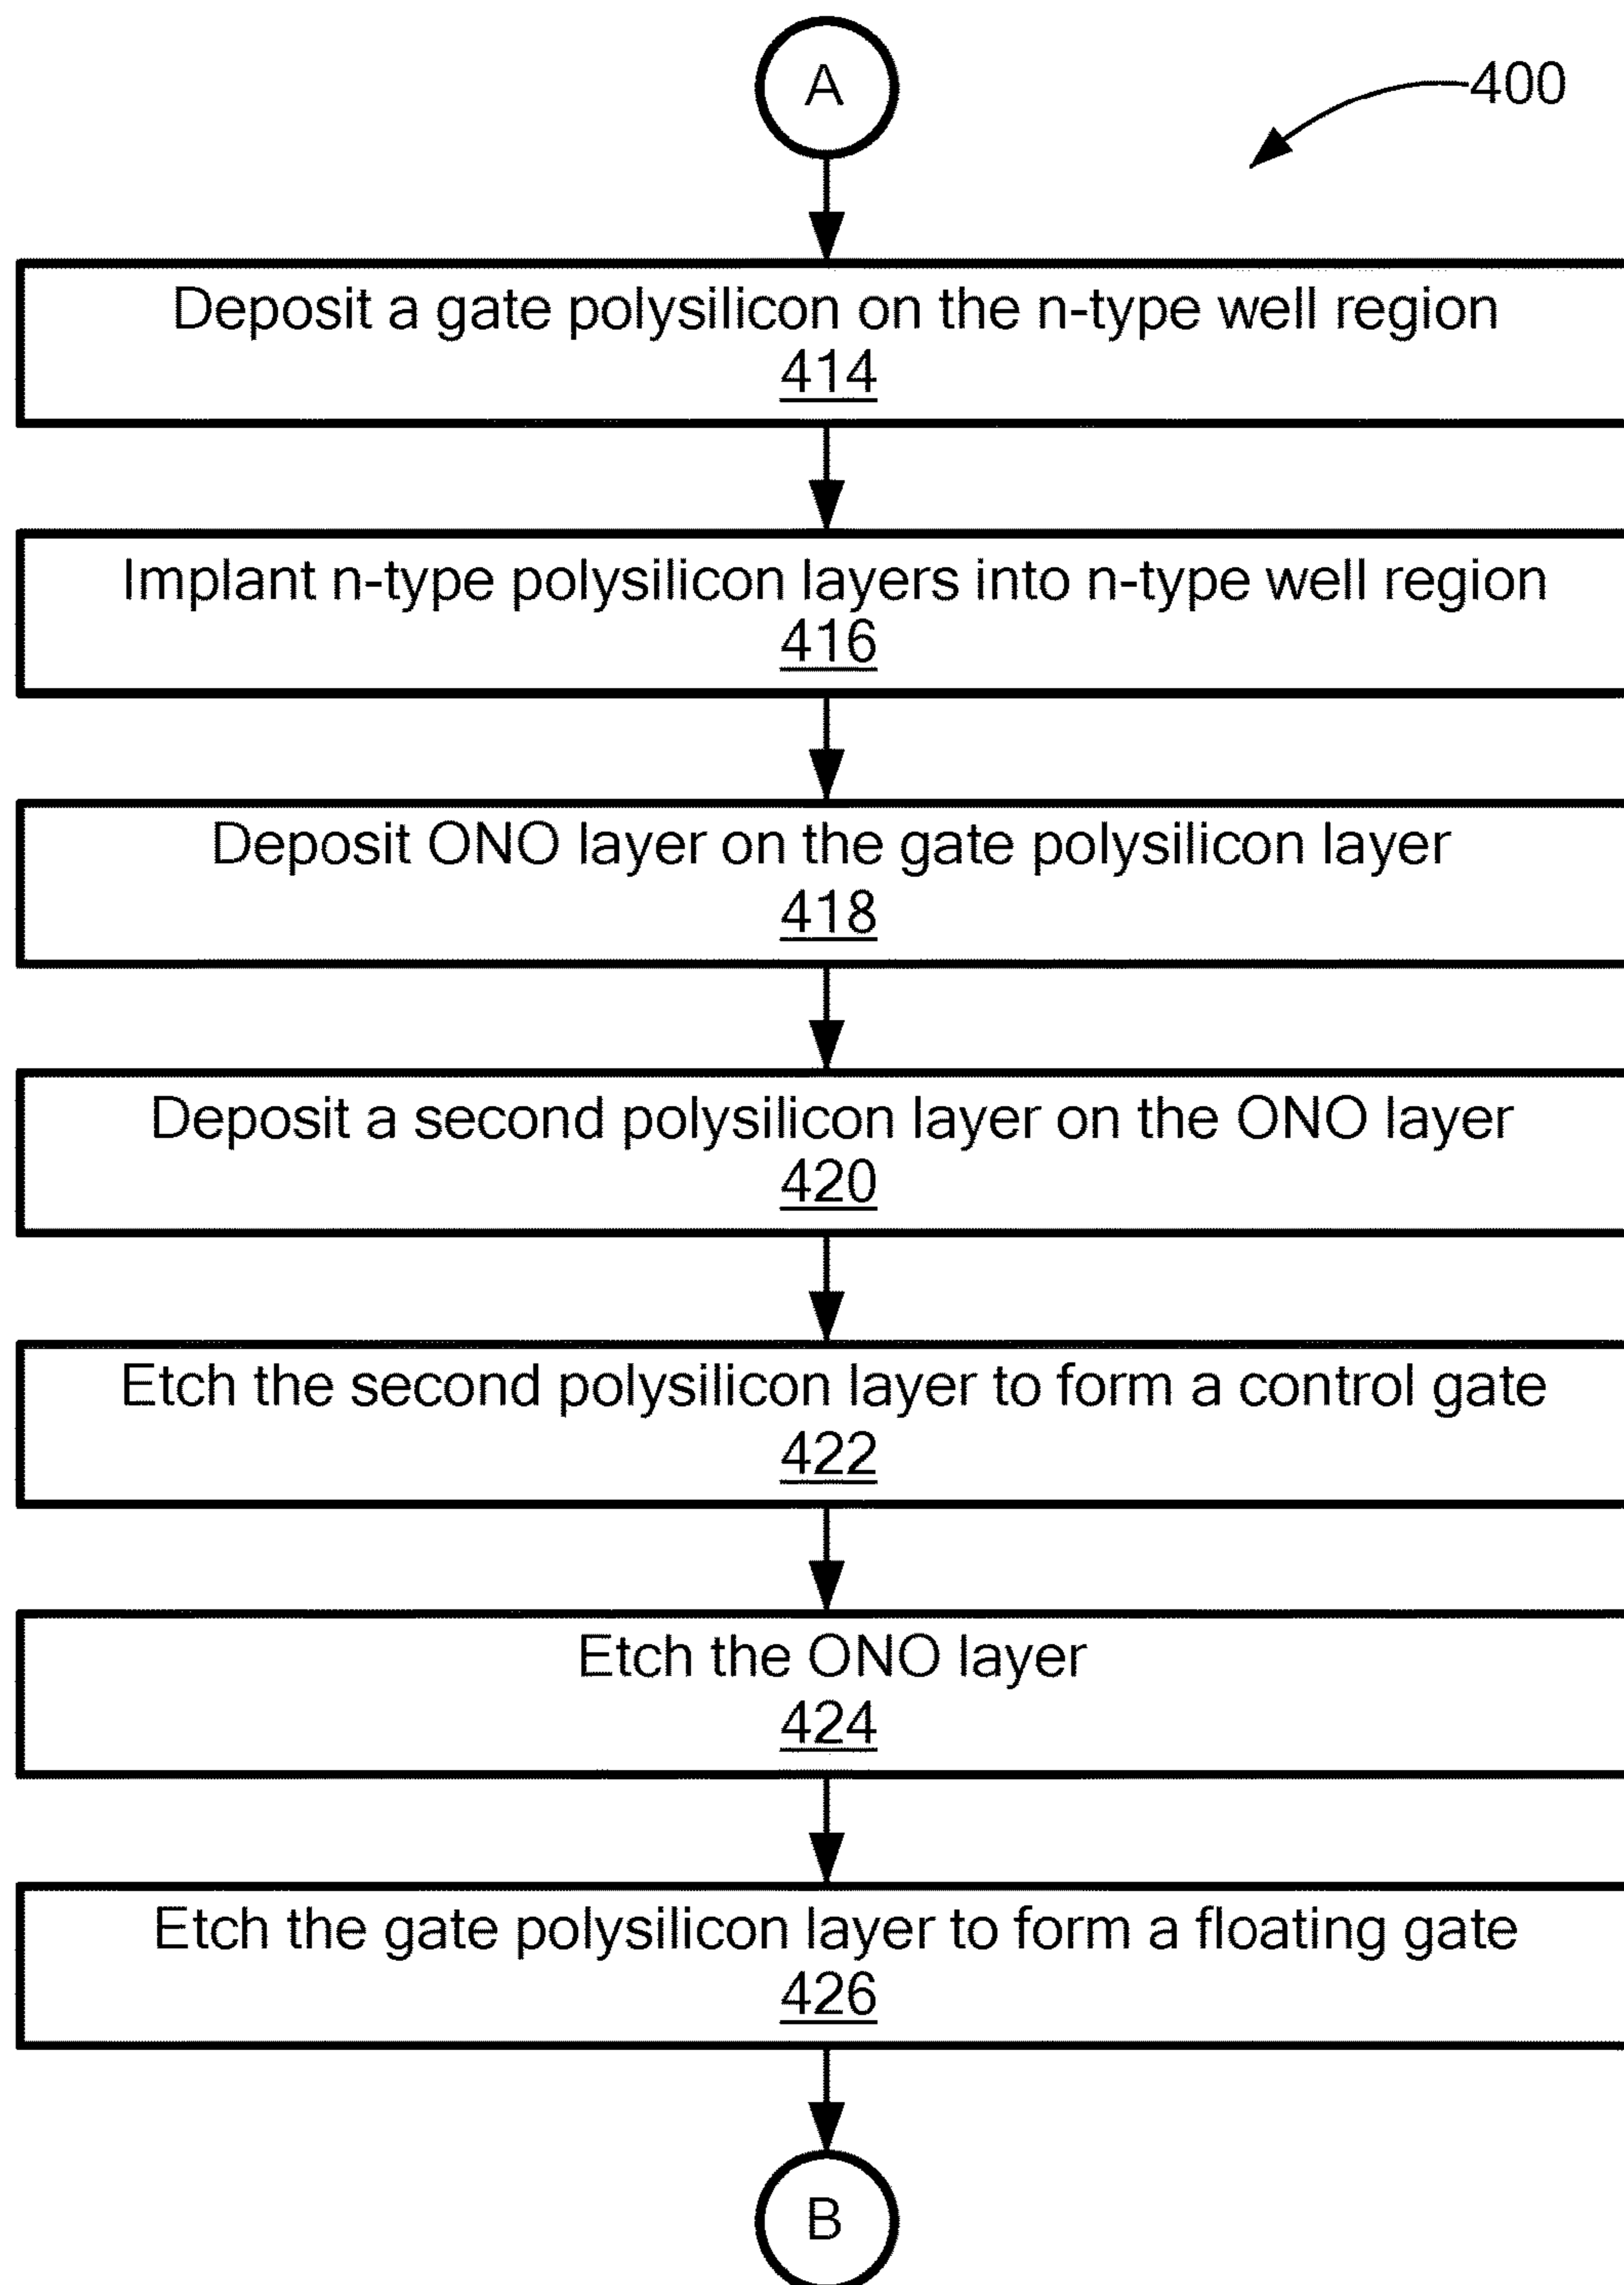 A
400
Deposit a gate polysilicon on the n-type well region
414
Implant n-type polysilicon layers into n-type well region
416
Deposit ONO layer on the gate polysilicon layer
418
Deposit a second polysilicon layer on the ONO layer
420
Etch the second polysilicon layer to form a control gate
422
Etch the ONO layer
424
Etch the gate polysilicon layer to form a floating gate
426
B